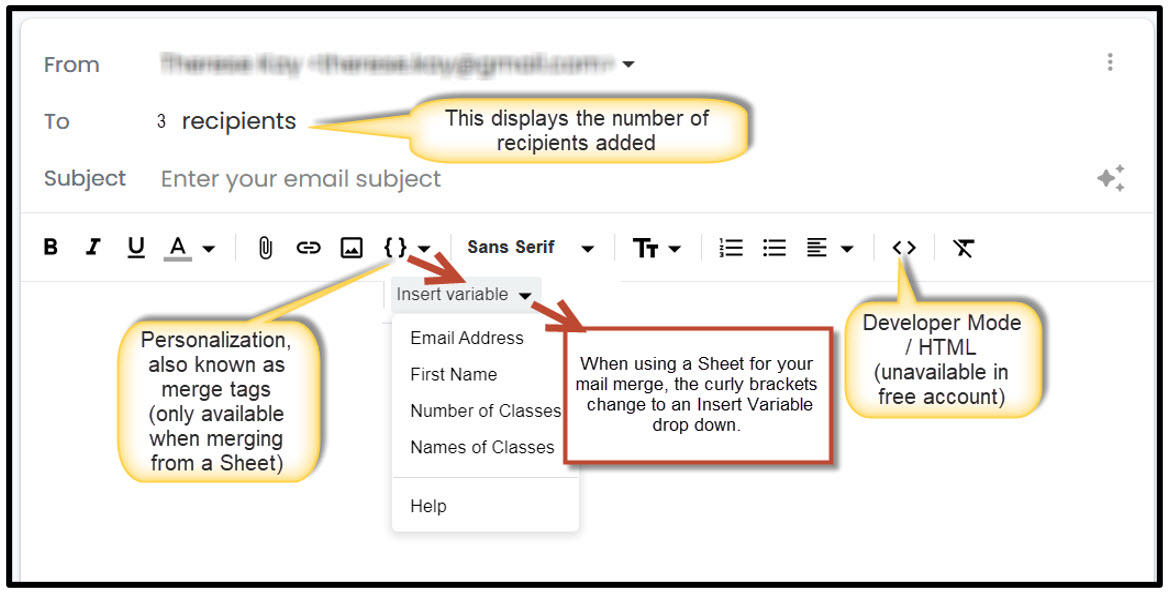 From
To 3 recipients
This displays the number of
recipients added
Subject Enter your email subject
B I U A { } Sans Serif TT <>
Insert variable
Email Address
First Name
Number of Classes
Names of Classes
Help
Personalization,
also known as
merge tags
(only available
when merging
from a Sheet)
When using a Sheet for your
mail merge, the curly brackets
change to an Insert Variable
drop down.
Developer Mode
/ HTML
(unavailable in
free account)